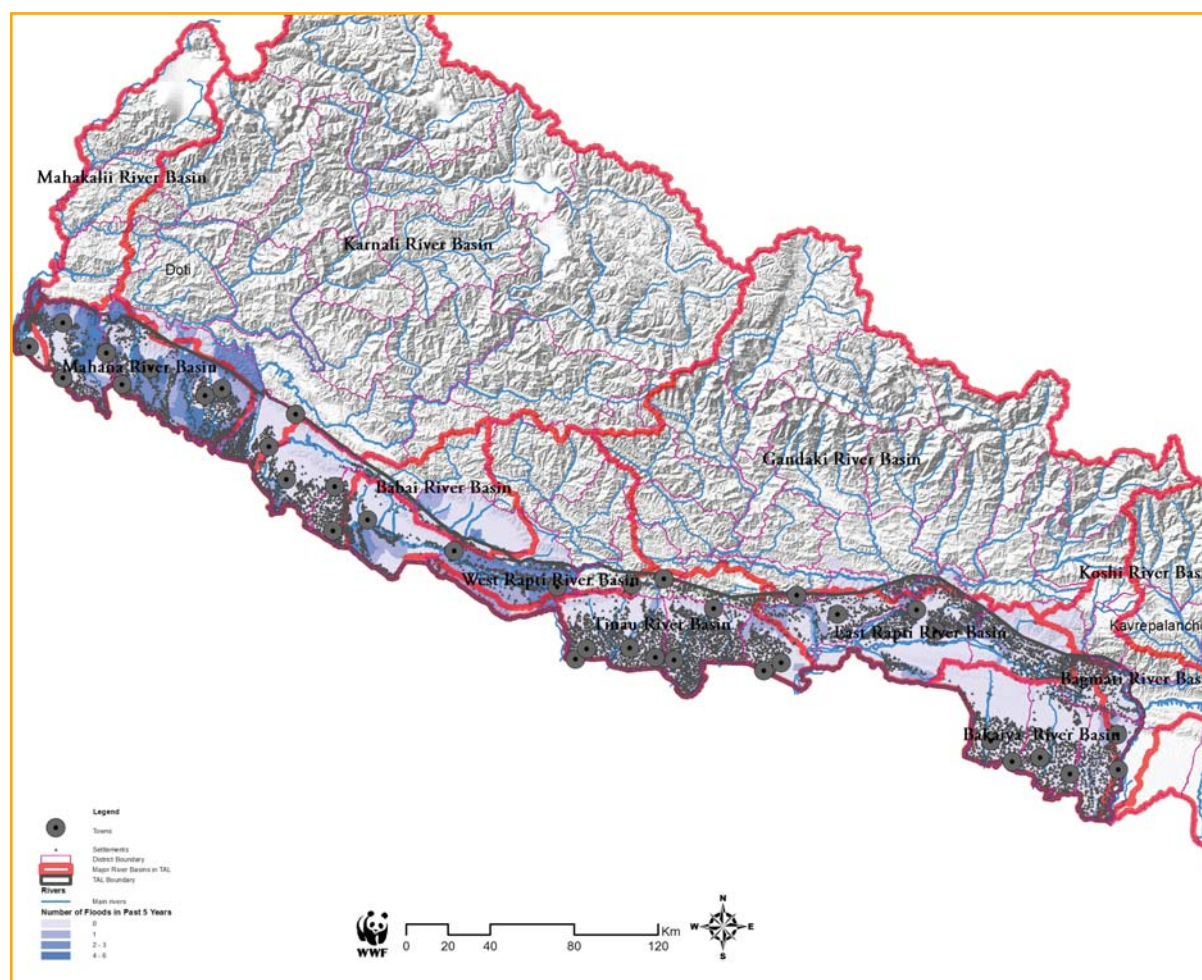 Mahakalii River Basin
Karnali River Basin
Doti
Mahana River Basin
Gandaki River Basin
Babai River Basin
Koshi River Bas
West Rapti River Basin
Kavrepalanch
Tinau River Basin
East Rapti River Basin
Bagmati River Bas
Bakaiya River Basin
Legend
Towns
Settlements
District Boundary
Major River Basins in TAL
TAL Boundary
Rivers
Main rivers
Number of Floods in Past 5 Years
0
1
2 - 3
4 - 6
WWF
0 20 40 80 120 Km
N
W E
S